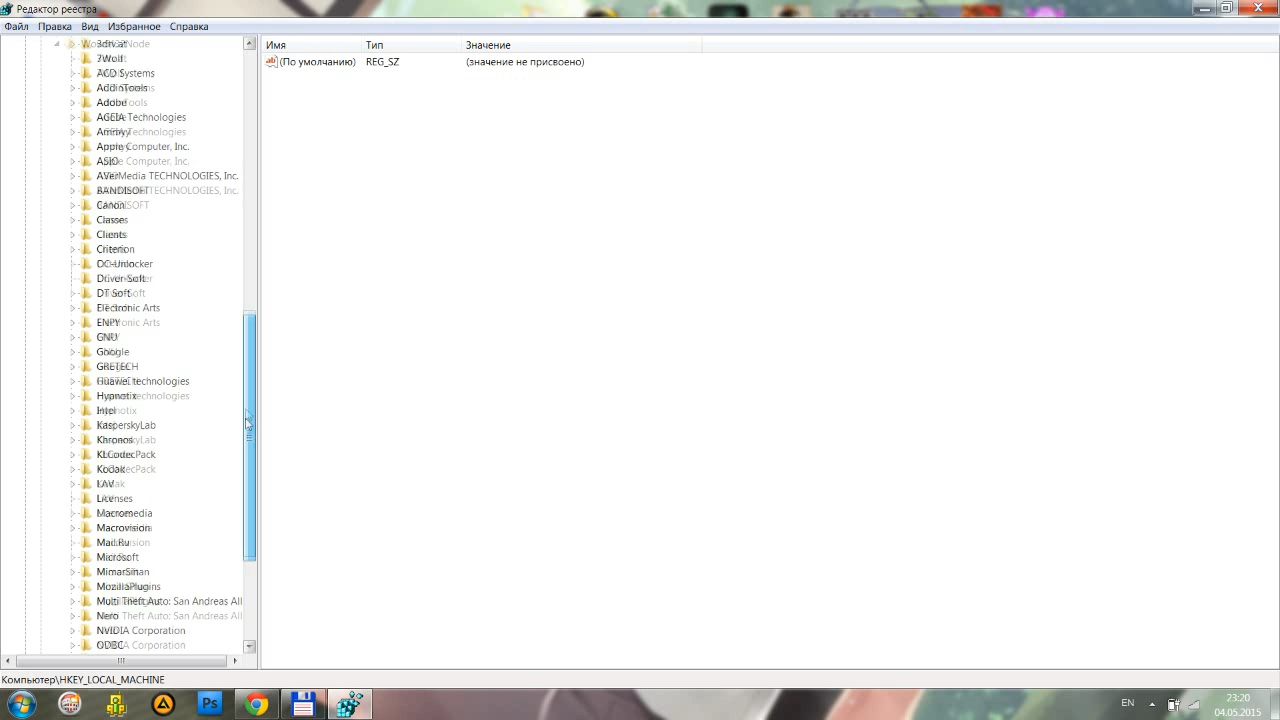 Редактор реестра
Файл Правка Вид Избранное Справка
Имя Тип Значение
(По умолчанию) REG_SZ (значение не присвоено)
7Wolf
ACD Systems
Adobe
AGEIA Technologies
Apple Computer, Inc.
ASIO
AVerMedia TECHNOLOGIES, Inc.
BANDISOFT
Canon
Classes
Clients
Criterion
DC-Unlocker
Driver-Soft
DT Soft
Electronic Arts
ENPY
GNU
Google
GRETECH
Huawei technologies
Hypnotix
Intel
KasperskyLab
Khronos
KLCodecPack
Kodak
LAV
Licenses
Macromedia
Macrovision
Mail.Ru
Microsoft
MimarSinan
MozillaPlugins
Multi Theft Auto: San Andreas All
Nero
NVIDIA Corporation
ODBC
Компьютер\HKEY_LOCAL_MACHINE
Ps
EN
23:20
04.05.2015